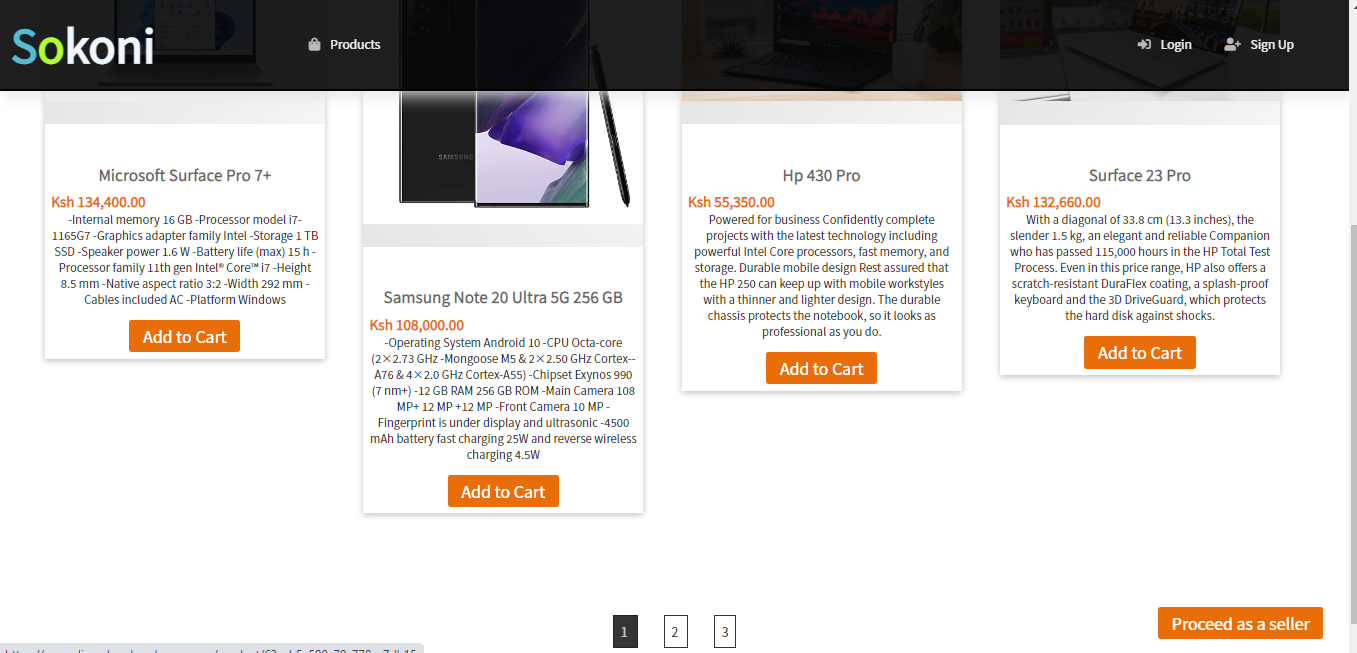 Sokoni
Products
Login
Sign Up
SAMSUNG
Microsoft Surface Pro 7+
Ksh 134,400.00
-Internal memory 16 GB -Processor model i7-
1165G7 -Graphics adapter family Intel -Storage 1 TB
SSD -Speaker power 1.6 W -Battery life (max) 15 h -
Processor family 11th gen Intel® Core™ i7 -Height
8.5 mm -Native aspect ratio 3:2 -Width 292 mm -
Cables included AC -Platform Windows
Add to Cart
Samsung Note 20 Ultra 5G 256 GB
Ksh 108,000.00
-Operating System Android 10 -CPU Octa-core
(2×2.73 GHz -Mongoose M5 & 2×2.50 GHz Cortex--
A76 & 4×2.0 GHz Cortex-A55) -Chipset Exynos 990
(7 nm+) -12 GB RAM 256 GB ROM -Main Camera 108
MP+ 12 MP +12 MP -Front Camera 10 MP -
Fingerprint is under display and ultrasonic -4500
mAh battery fast charging 25W and reverse wireless
charging 4.5W
Add to Cart
Hp 430 Pro
Ksh 55,350.00
Powered for business Confidently complete
projects with the latest technology including
powerful Intel Core processors, fast memory, and
storage. Durable mobile design Rest assured that
the HP 250 can keep up with mobile workstyles
with a thinner and lighter design. The durable
chassis protects the notebook, so it looks as
professional as you do.
Add to Cart
Surface 23 Pro
Ksh 132,660.00
With a diagonal of 33.8 cm (13.3 inches), the
slender 1.5 kg, an elegant and reliable Companion
who has passed 115,000 hours in the HP Total Test
Process. Even in this price range, HP also offers a
scratch-resistant DuraFlex coating, a splash-proof
keyboard and the 3D DriveGuard, which protects
the hard disk against shocks.
Add to Cart
1
2
3
Proceed as a seller